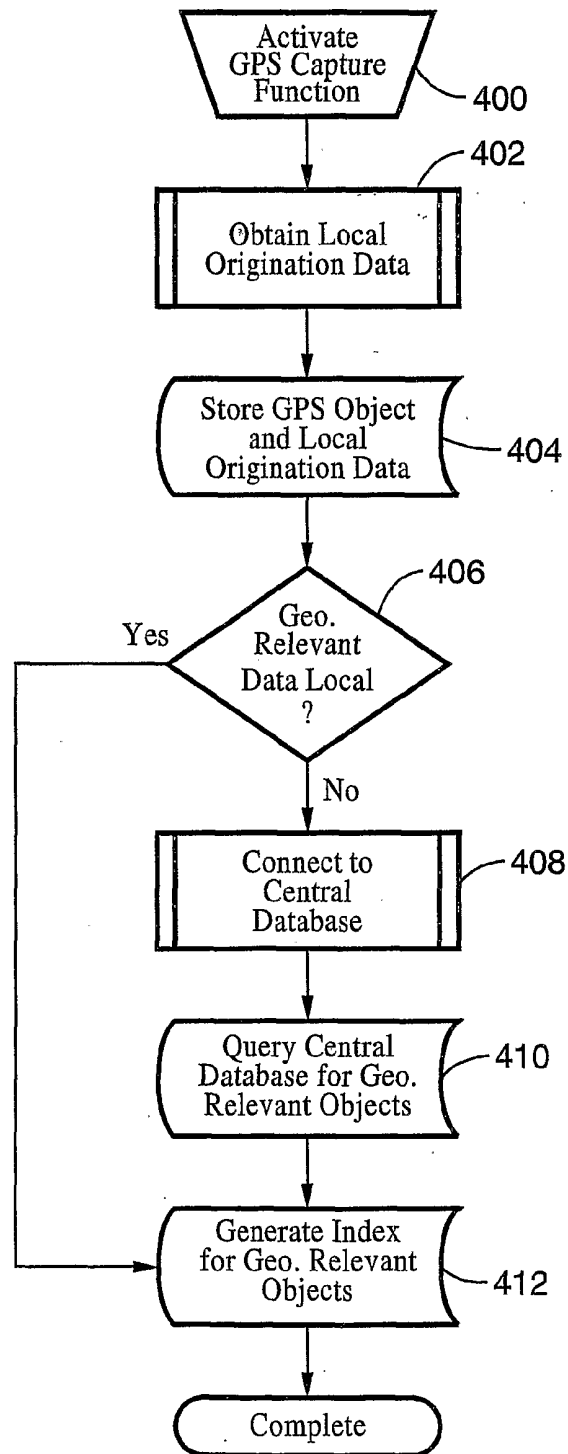 Activate
GPS Capture
Function
400
402
Obtain Local
Origination Data
Store GPS Object
and Local
Origination Data
404
406
Geo.
Relevant
Data Local
?
Yes
No
Connect to
Central
Database
408
Query Central
Database for Geo.
Relevant Objects
410
Generate Index
for Geo. Relevant
Objects
412
Complete